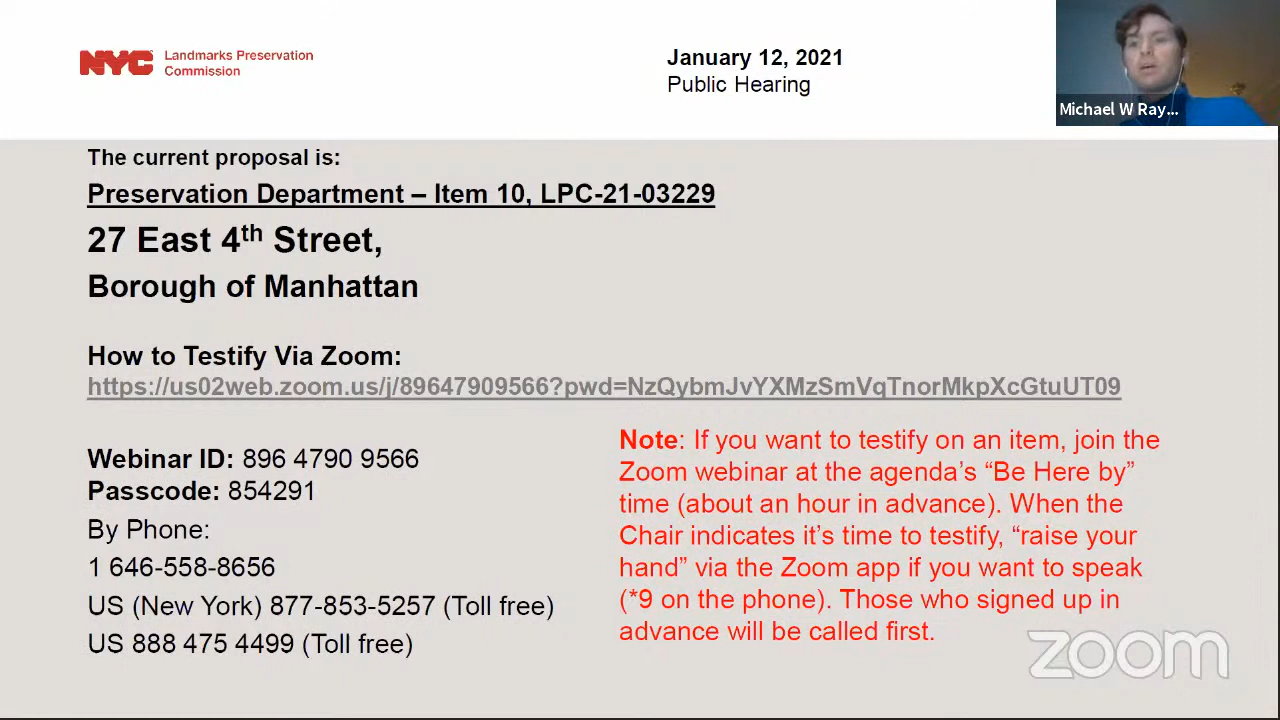 NYC Landmarks Preservation
Commission
January 12, 2021
Public Hearing
Michael W Ray...
The current proposal is:
Preservation Department – Item 10, LPC-21-03229
27 East 4th Street,
Borough of Manhattan
How to Testify Via Zoom:
https://us02web.zoom.us/j/89647909566?pwd=NzQybmJvYXMzSmVqTnorMkpXcGtuUT09
Webinar ID: 896 4790 9566
Passcode: 854291
By Phone:
1 646-558-8656
US (New York) 877-853-5257 (Toll free)
US 888 475 4499 (Toll free)
Note: If you want to testify on an item, join the
Zoom webinar at the agenda’s “Be Here by”
time (about an hour in advance). When the
Chair indicates it’s time to testify, “raise your
hand” via the Zoom app if you want to speak
(*9 on the phone). Those who signed up in
advance will be called first.
zoom